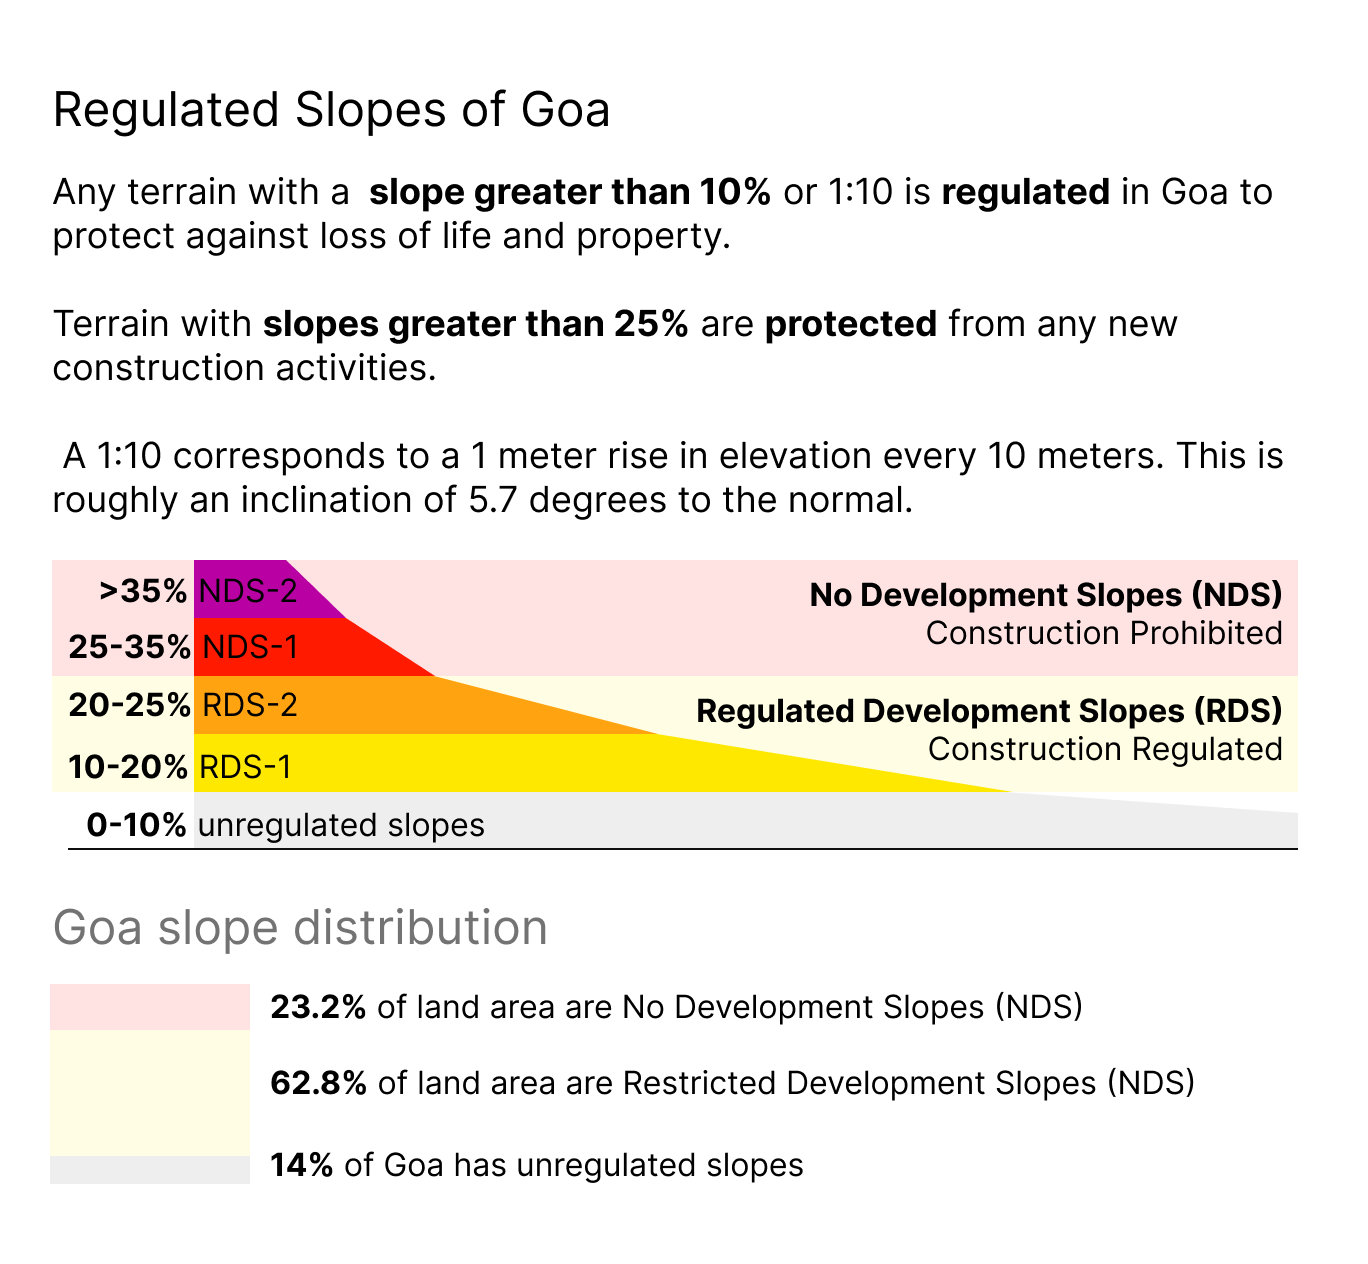 Regulated Slopes of Goa
Any terrain with a slope greater than 10% or 1:10 is regulated in Goa to
protect against loss of life and property.
Terrain with slopes greater than 25% are protected from any new
construction activities.
A 1:10 corresponds to a 1 meter rise in elevation every 10 meters. This is
roughly an inclination of 5.7 degrees to the normal.
>35% NDS-2
No Development Slopes (NDS)
Construction Prohibited
25-35% NDS-1
20-25% RDS-2
Regulated Development Slopes (RDS)
Construction Regulated
10-20% RDS-1
0-10% unregulated slopes
Goa slope distribution
23.2% of land area are No Development Slopes (NDS)
62.8% of land area are Restricted Development Slopes (NDS)
14% of Goa has unregulated slopes